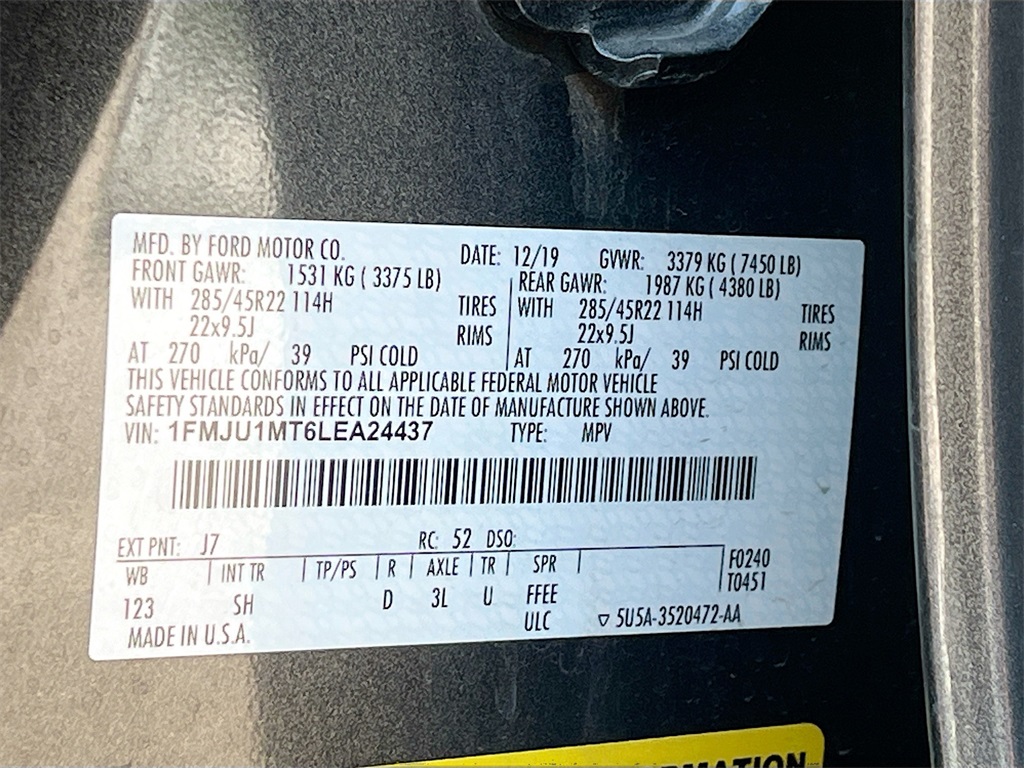 MFD. BY FORD MOTOR CO. DATE: 12/19 GVWR: 3379 KG ( 7450 LB)
FRONT GAWR: 1531 KG ( 3375 LB) REAR GAWR: 1987 KG ( 4380 LB)
WITH 285/45R22 114H TIRES WITH 285/45R22 114H TIRES
22x9.5J RIMS 22x9.5J RIMS
AT 270 kPa/ 39 PSI COLD AT 270 kPa/ 39 PSI COLD
THIS VEHICLE CONFORMS TO ALL APPLICABLE FEDERAL MOTOR VEHICLE
SAFETY STANDARDS IN EFFECT ON THE DATE OF MANUFACTURE SHOWN ABOVE.
VIN: 1FMJU1MT6LEA24437 TYPE: MPV
EXT PNT: J7 RC: 52 DSO:
WB INT TR TP/PS R AXLE TR SPR F0240
T0451
123 SH D 3L U FFEE
ULC ▽ 5U5A-3520472-AA
MADE IN U.S.A.